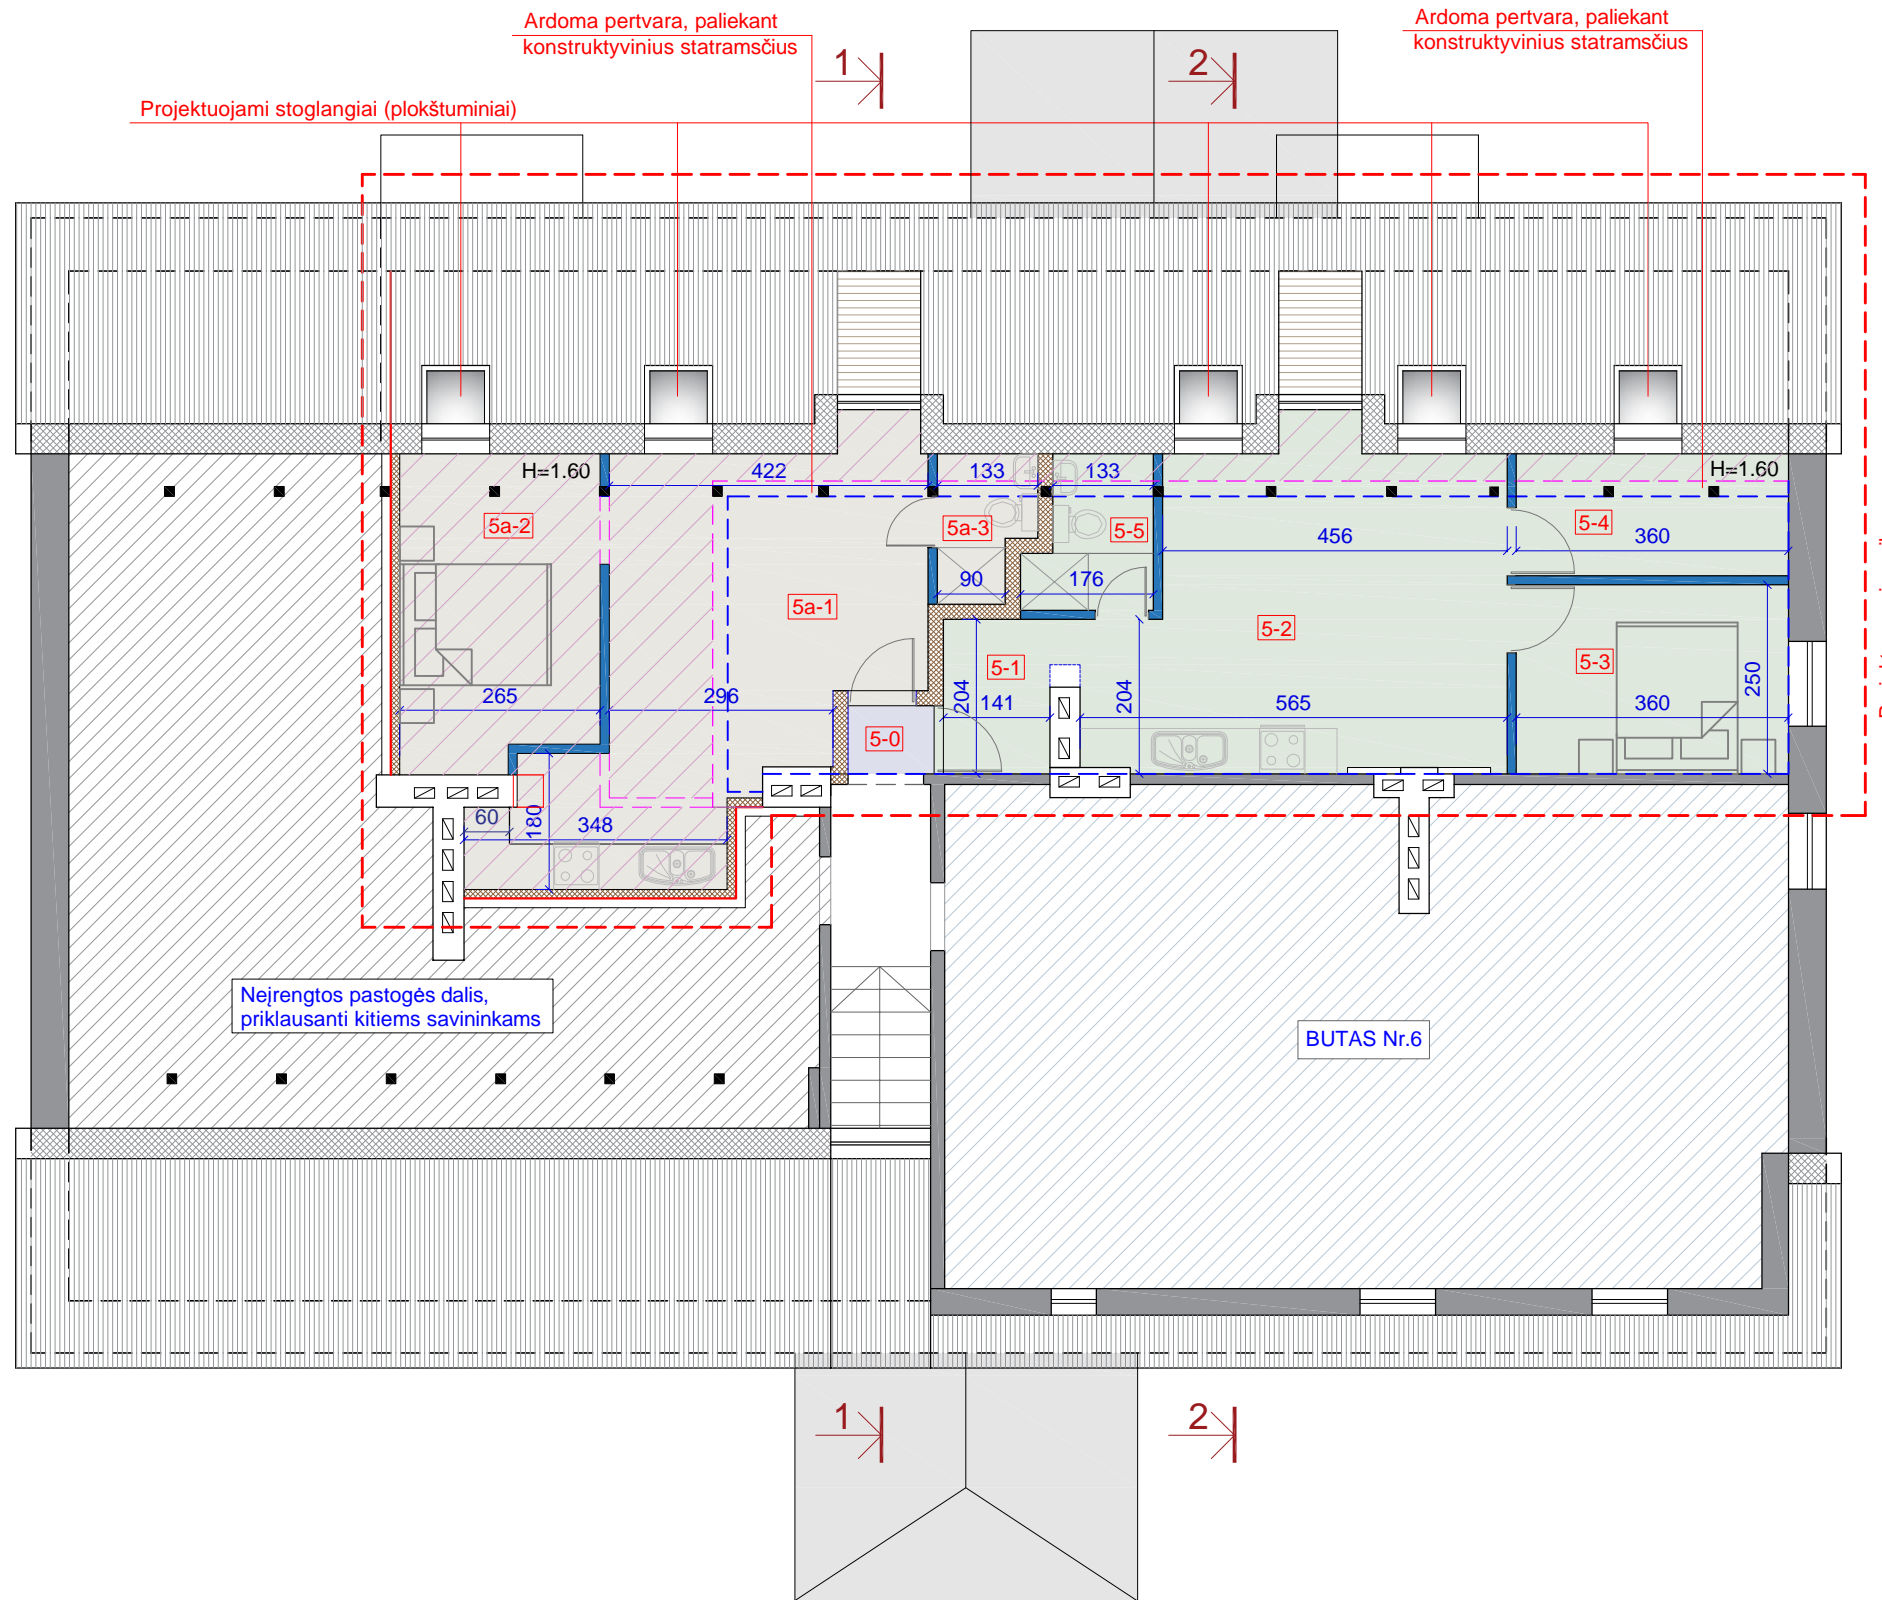 Ardoma pertvara, paliekant
konstruktyvinius statramsčius
Ardoma pertvara, paliekant
konstruktyvinius statramsčius
1
2
Projektuojami stoglangiai (plokštuminiai)
H=1.60
422
133
133
H=1.60
5a-2
5a-3
5-5
456
5-4
360
90
176
5a-1
5-2
5-1
5-3
265
296
204
141
204
565
360
250
5-0
60
180
348
Neįrengtos pastogės dalis,
priklausanti kitiems savininkams
BUTAS Nr.6
1
2